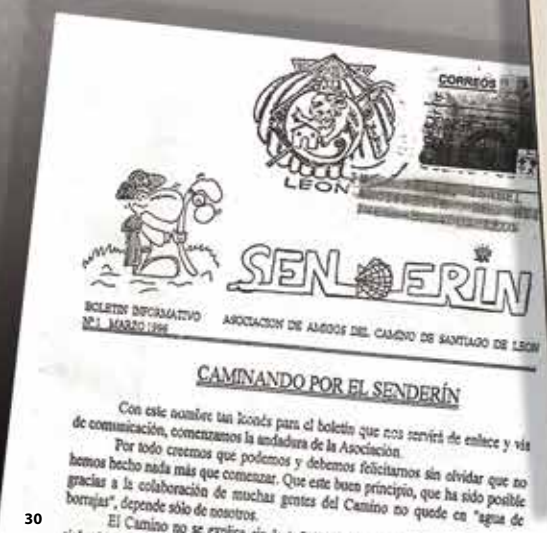 CORREOS
LEON
SENDERIN
BOLETIN INFORMATIVO
Nº 1 MARZO 1996
ASOCIACION DE AMIGOS DEL CAMINO DE SANTIAGO DE LEON
CAMINANDO POR EL SENDERÍN
Con este nombre tan leonés para el boletín que nos servirá de enlace y vía
de comunicación, comenzamos la andadura de la Asociación.
Por todo creemos que podemos y debemos felicitarnos sin olvidar que no
hemos hecho nada más que comenzar. Que este buen principio, que ha sido posible
gracias a la colaboración de muchas gentes del Camino no quede en "agua de
borrajas", depende sólo de nosotros.
El Camino no se explica
30